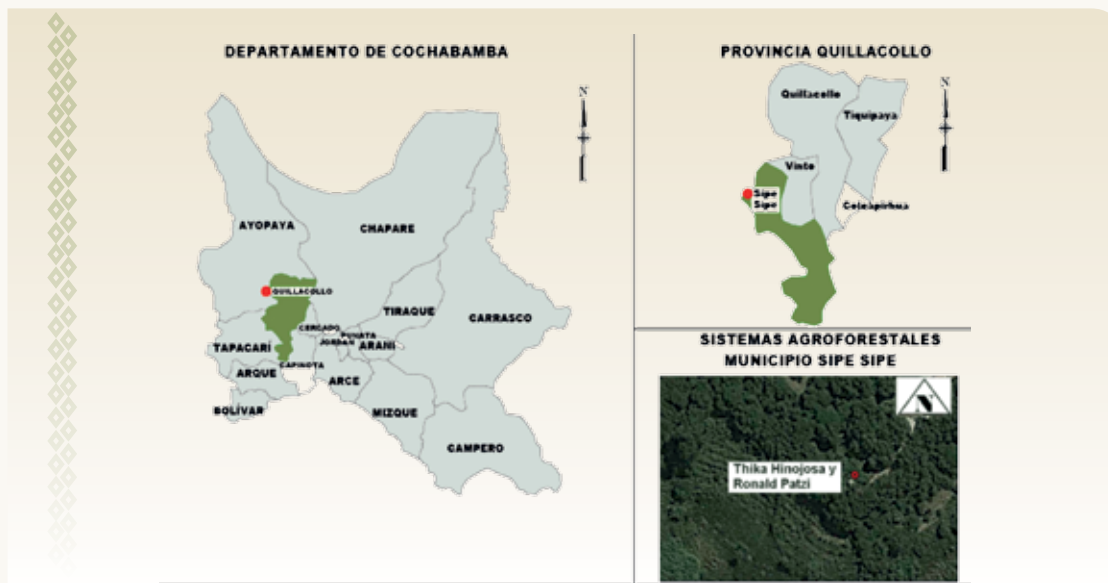 DEPARTAMENTO DE COCHABAMBA
N
AYOPAYA
CHAPARE
QUILLACOLLO
TIRAQUE
CARRASCO
CERCADO
PUNATA
JORDAN
ARANI
TAPACARÍ
CAPINOTA
ARQUE
ARCE
BOLÍVAR
MIZQUE
CAMPERO
PROVINCIA QUILLACOLLO
N
Quillacollo
Tiquipaya
Vinto
Sipe
Sipe
Colcapirhua
SISTEMAS AGROFORESTALES
MUNICIPIO SIPE SIPE
N
Thika Hinojosa y
Ronald Patzi